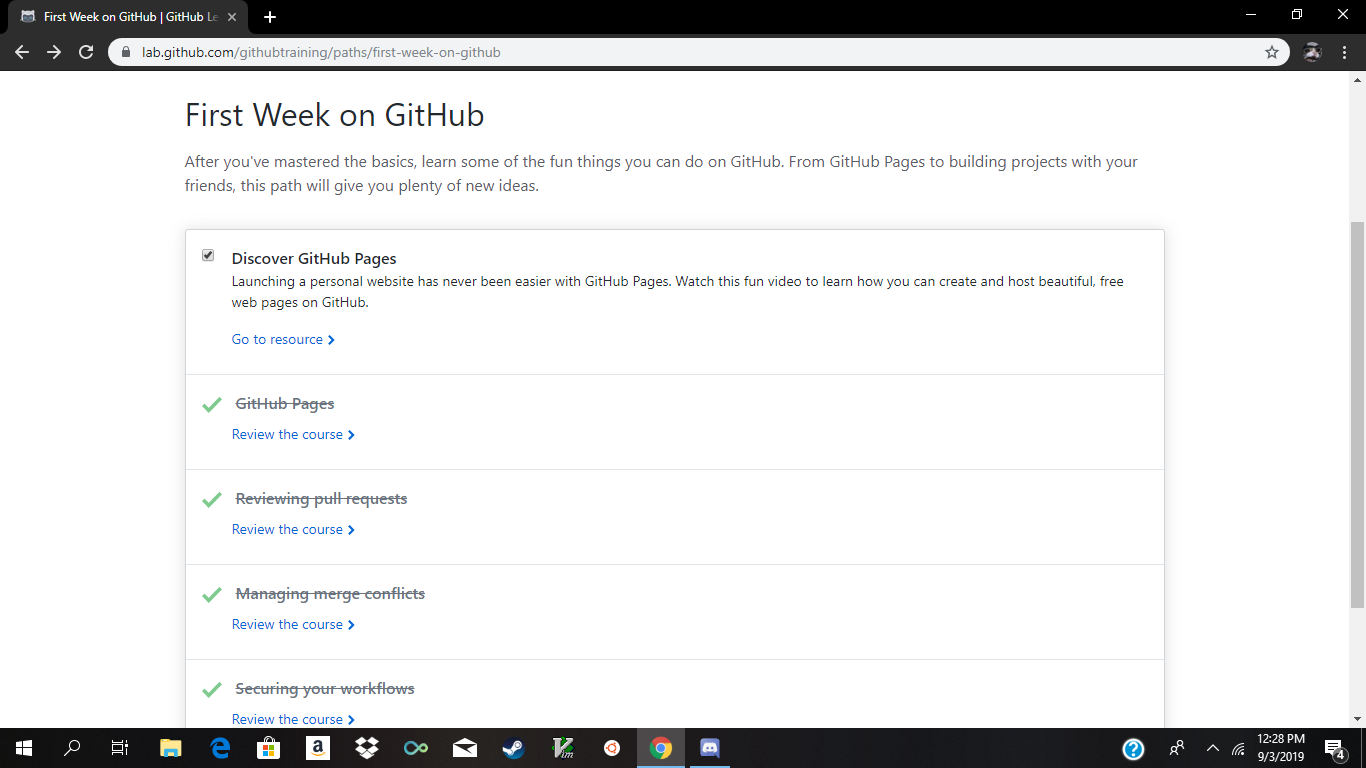 First Week on GitHub | GitHub Le
lab.github.com/githubtraining/paths/first-week-on-github
First Week on GitHub
After you've mastered the basics, learn some of the fun things you can do on GitHub. From GitHub Pages to building projects with your
friends, this path will give you plenty of new ideas.
Discover GitHub Pages
Launching a personal website has never been easier with GitHub Pages. Watch this fun video to learn how you can create and host beautiful, free
web pages on GitHub.
Go to resource
GitHub Pages
Review the course
Reviewing pull requests
Review the course
Managing merge conflicts
Review the course
Securing your workflows
Review the course
a
Vim
?
12:28 PM
9/3/2019
4